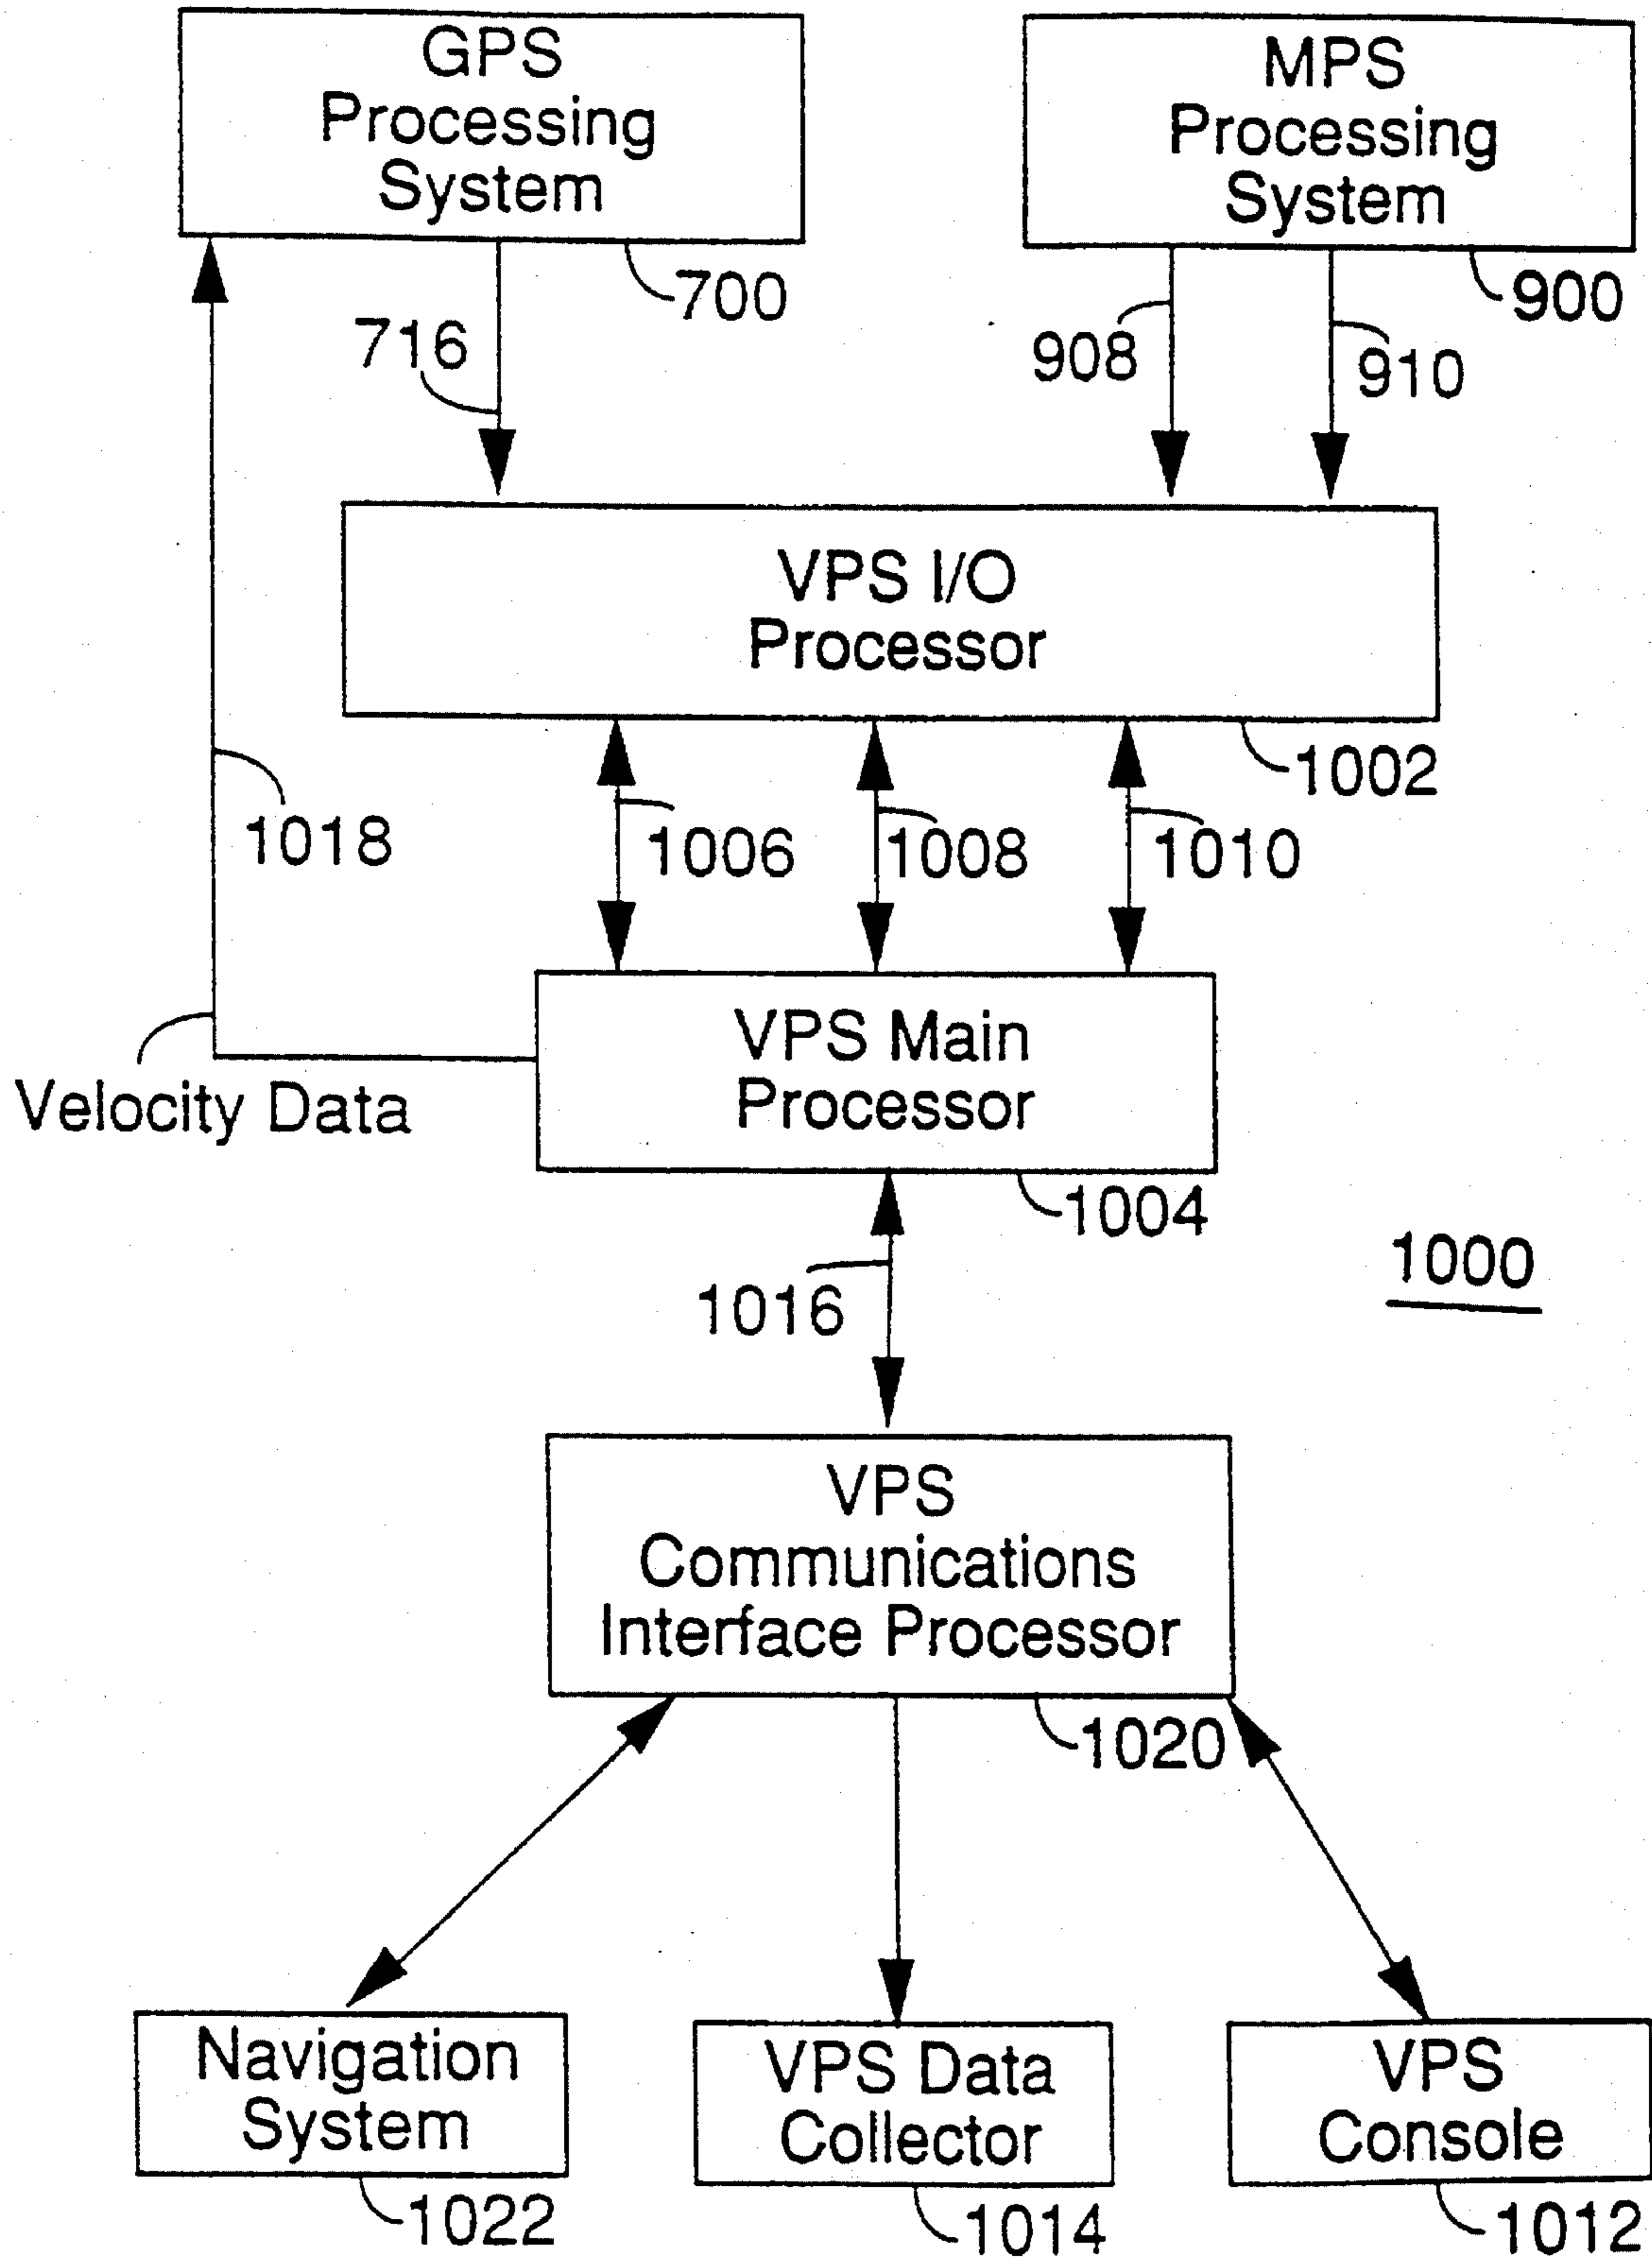 GPS
Processing
System
MPS
Processing
System
700
900
716
908
910
VPS I/O
Processor
1002
1018
1006
1008
1010
VPS Main
Processor
Velocity Data
1004
1000
1016
VPS
Communications
Interface Processor
1020
Navigation
System
VPS Data
Collector
VPS
Console
1022
1014
1012